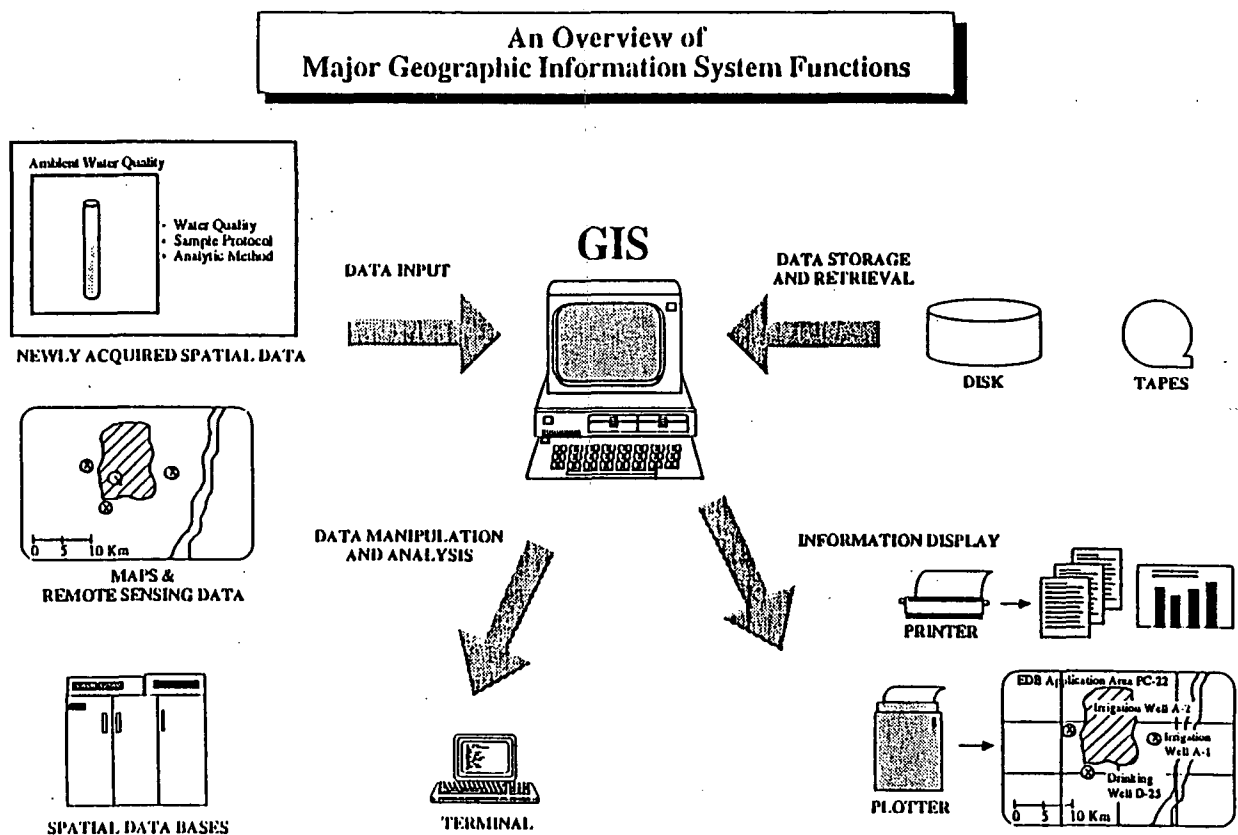 An Overview of
Major Geographic Information System Functions
Ambient Water Quality
• Water Quality
• Sample Protocol
• Analytic Method
NEWLY ACQUIRED SPATIAL DATA
DATA INPUT
GIS
DATA STORAGE
AND RETRIEVAL
DISK
TAPES
0 5 10 Km
MAPS &
REMOTE SENSING DATA
DATA MANIPULATION
AND ANALYSIS
INFORMATION DISPLAY
PRINTER
SPATIAL DATA BASES
TERMINAL
PLOTTER
EDB Application Area PC-22
Irrigation Well A-2
Irrigation
Well A-1
Drinking
Well D-25
0 5 10 Km